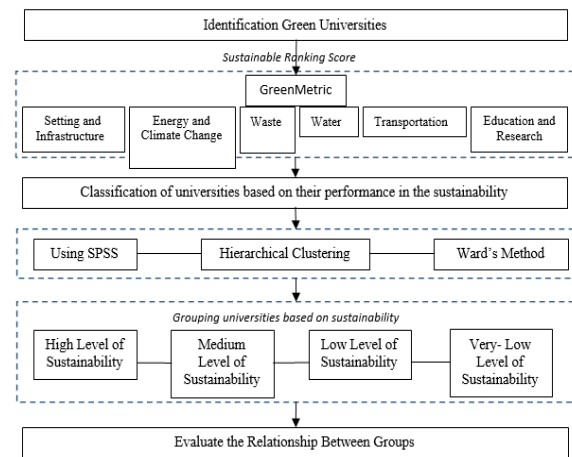 Identification Green Universities
Sustainable Ranking Score
GreenMetric
Setting and
Infrastructure
Energy and
Climate Change
Waste
Water
Transportation
Education and
Research
Classification of universities based on their performance in the sustainability
Using SPSS
Hierarchical Clustering
Ward's Method
Grouping universities based on sustainability
High Level of
Sustainability
Medium
Level of
Sustainability
Low Level of
Sustainability
Very- Low
Level of
Sustainability
Evaluate the Relationship Between Groups